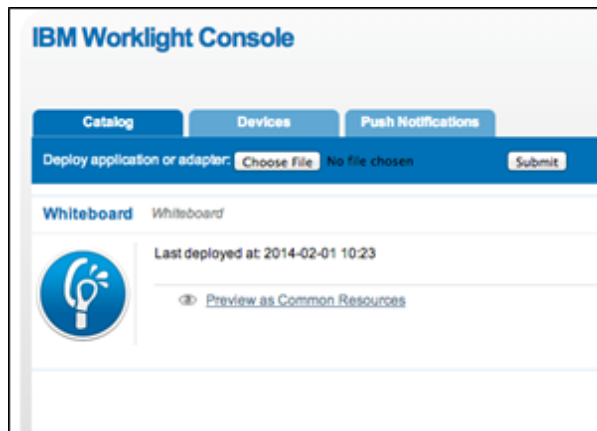 IBM Worklight Console
Catalog Devices Push Notifications
Deploy application or adapter: Choose File No file chosen Submit
Whiteboard Whiteboard
Last deployed at: 2014-02-01 10:23
Preview as Common Resources